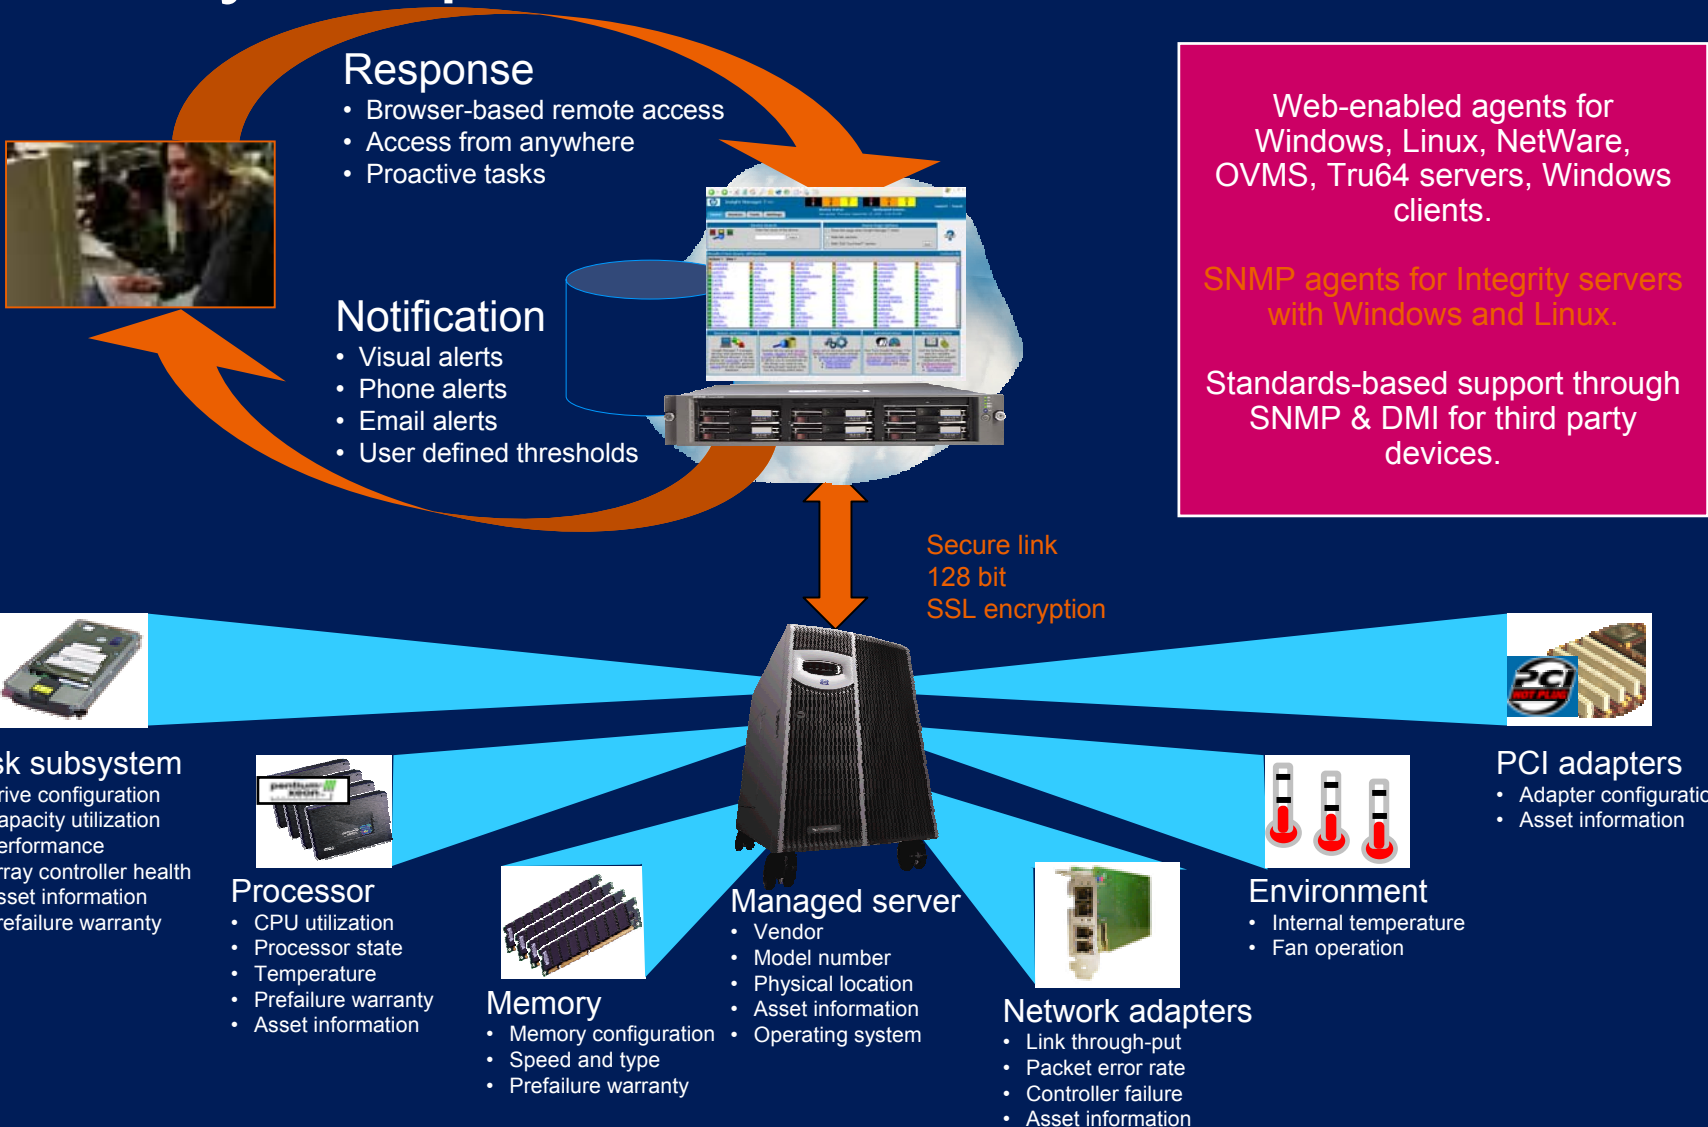 Response
• Browser-based remote access
• Access from anywhere
• Proactive tasks
Notification
• Visual alerts
• Phone alerts
• Email alerts
• User defined thresholds
Web-enabled agents for
Windows, Linux, NetWare,
OVMS, Tru64 servers, Windows
clients.
SNMP agents for Integrity servers
with Windows and Linux.
Standards-based support through
SNMP & DMI for third party
devices.
Secure link
128 bit
SSL encryption
sk subsystem
rive configuration
apacity utilization
erformance
rray controller health
sset information
refailure warranty
pentium
xeon
Processor
• CPU utilization
• Processor state
• Temperature
• Prefailure warranty
• Asset information
Memory
• Memory configuration
• Speed and type
• Prefailure warranty
Managed server
• Vendor
• Model number
• Physical location
• Asset information
• Operating system
Network adapters
• Link through-put
• Packet error rate
• Controller failure
• Asset information
Environment
• Internal temperature
• Fan operation
PCI
HOT PLUG
PCI adapters
• Adapter configuratio
• Asset information